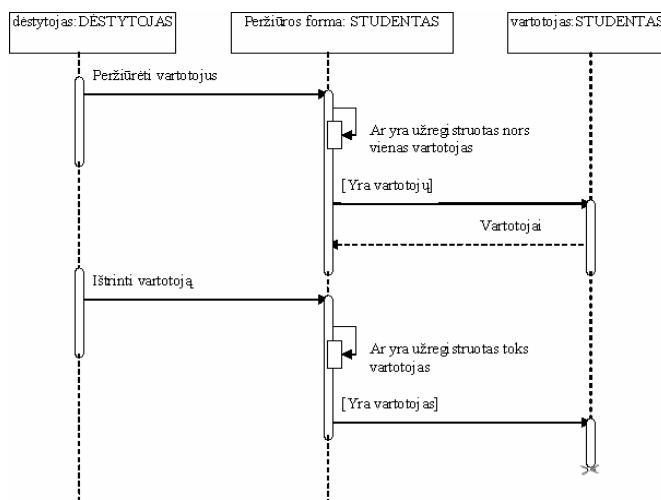 dėstytojas: DĖSTYTOJAS
Peržiūros forma: STUDENTAS
vartotojas:STUDENTAS
Peržiūrėti vartotojus
Ar yra užregistruotas nors
vienas vartotojas
[Yra vartotojų]
Vartotojai
Ištrinti vartotoją
Ar yra užregistruotas toks
vartotojas
[Yra vartotojas]